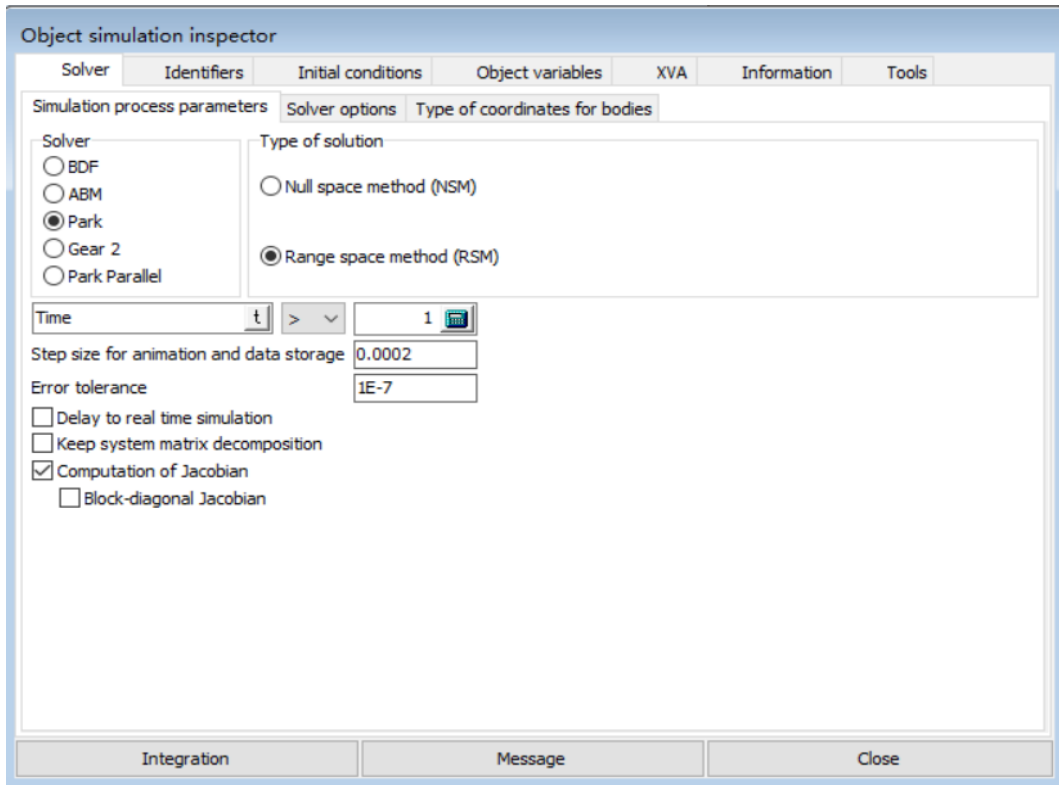 Object simulation inspector
Solver Identifiers Initial conditions Object variables XVA Information Tools
Simulation process parameters Solver options Type of coordinates for bodies
Solver Type of solution
BDF
ABM
Park
Gear 2
Park Parallel
Null space method (NSM)
Range space method (RSM)
Time t > 1
Step size for animation and data storage 0.0002
Error tolerance 1E-7
Delay to real time simulation
Keep system matrix decomposition
Computation of Jacobian
Block-diagonal Jacobian
Integration Message Close